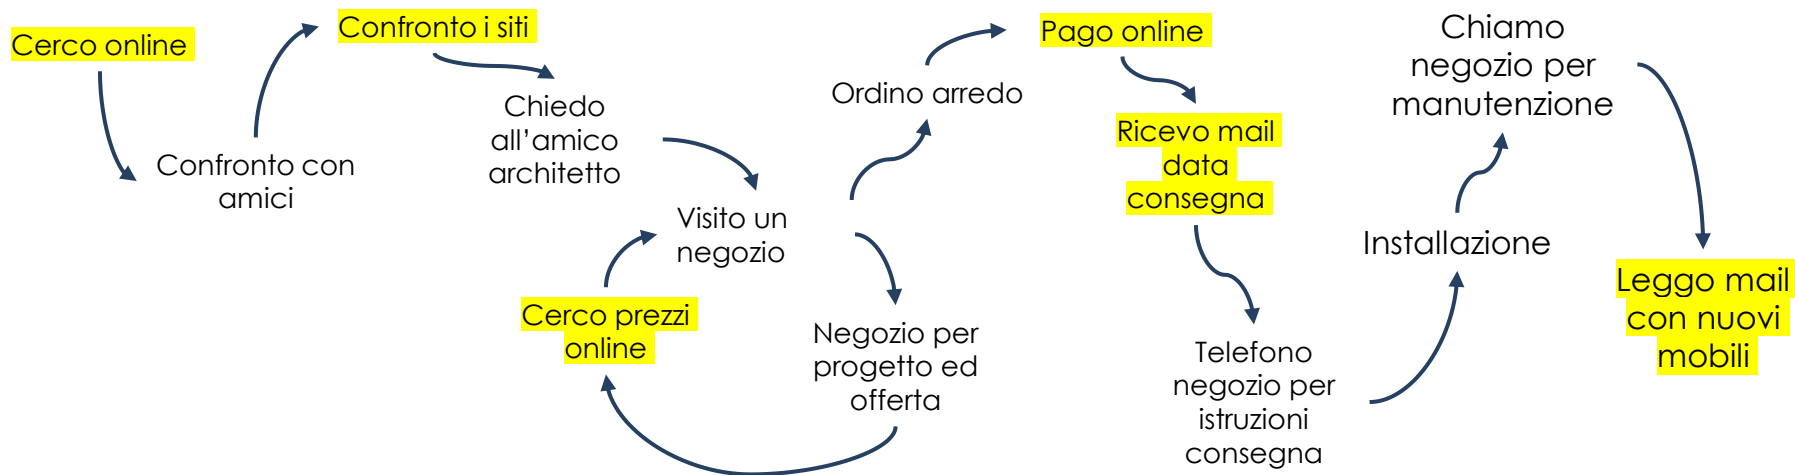 Cerco online
Confronto con
amici
Confronto i siti
Chiedo
all’amico
architetto
Visito un
negozio
Negozio per
progetto ed
offerta
Cerco prezzi
online
Ordino arredo
Pago online
Ricevo mail
data
consegna
Telefono
negozio per
istruzioni
consegna
Installazione
Chiamo
negozio per
manutenzione
Leggo mail
con nuovi
mobili